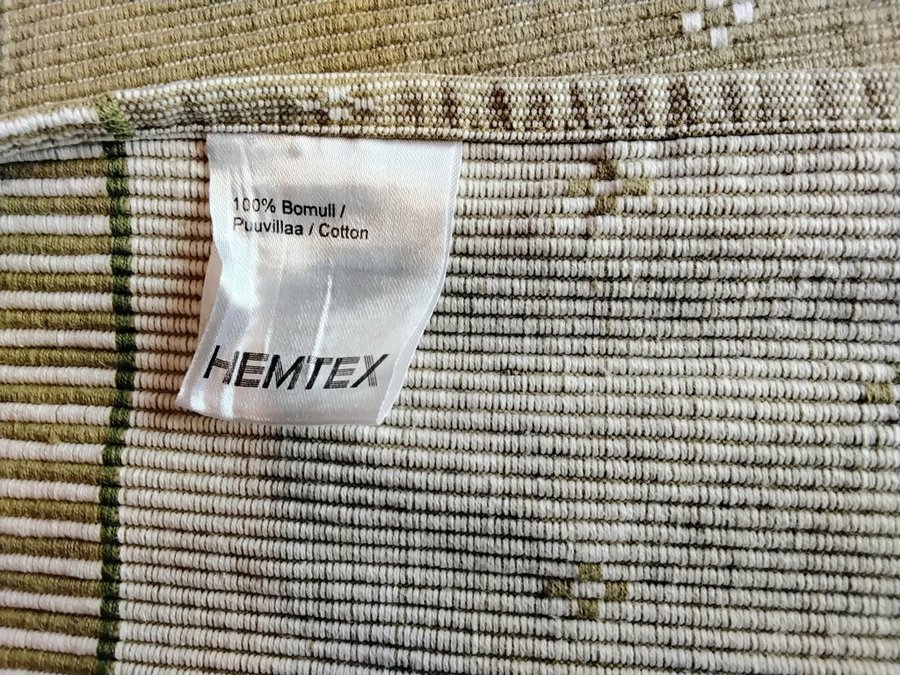 100% Bomull /
Puuvillaa / Cotton
HEMTEX